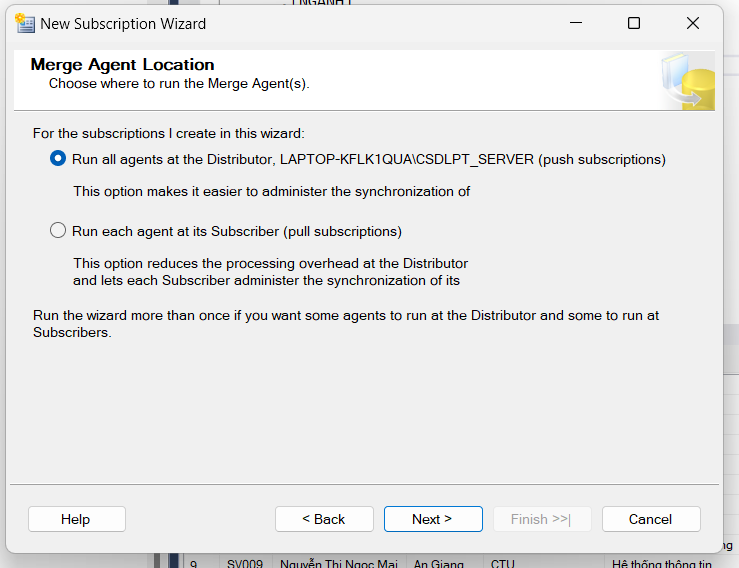 NGÀNH
New Subscription Wizard
Merge Agent Location
Choose where to run the Merge Agent(s).
For the subscriptions I create in this wizard:
Run all agents at the Distributor, LAPTOP-KFLK1QUA\CSDLPT_SERVER (push subscriptions)
This option makes it easier to administer the synchronization of
Run each agent at its Subscriber (pull subscriptions)
This option reduces the processing overhead at the Distributor
and lets each Subscriber administer the synchronization of its
Run the wizard more than once if you want some agents to run at the Distributor and some to run at
Subscribers.
Help
< Back
Next >
Finish >>|
Cancel
ng
9 SV009 Nguyễn Thị Ngọc Mai An Giang CTU Hệ thống thông tin